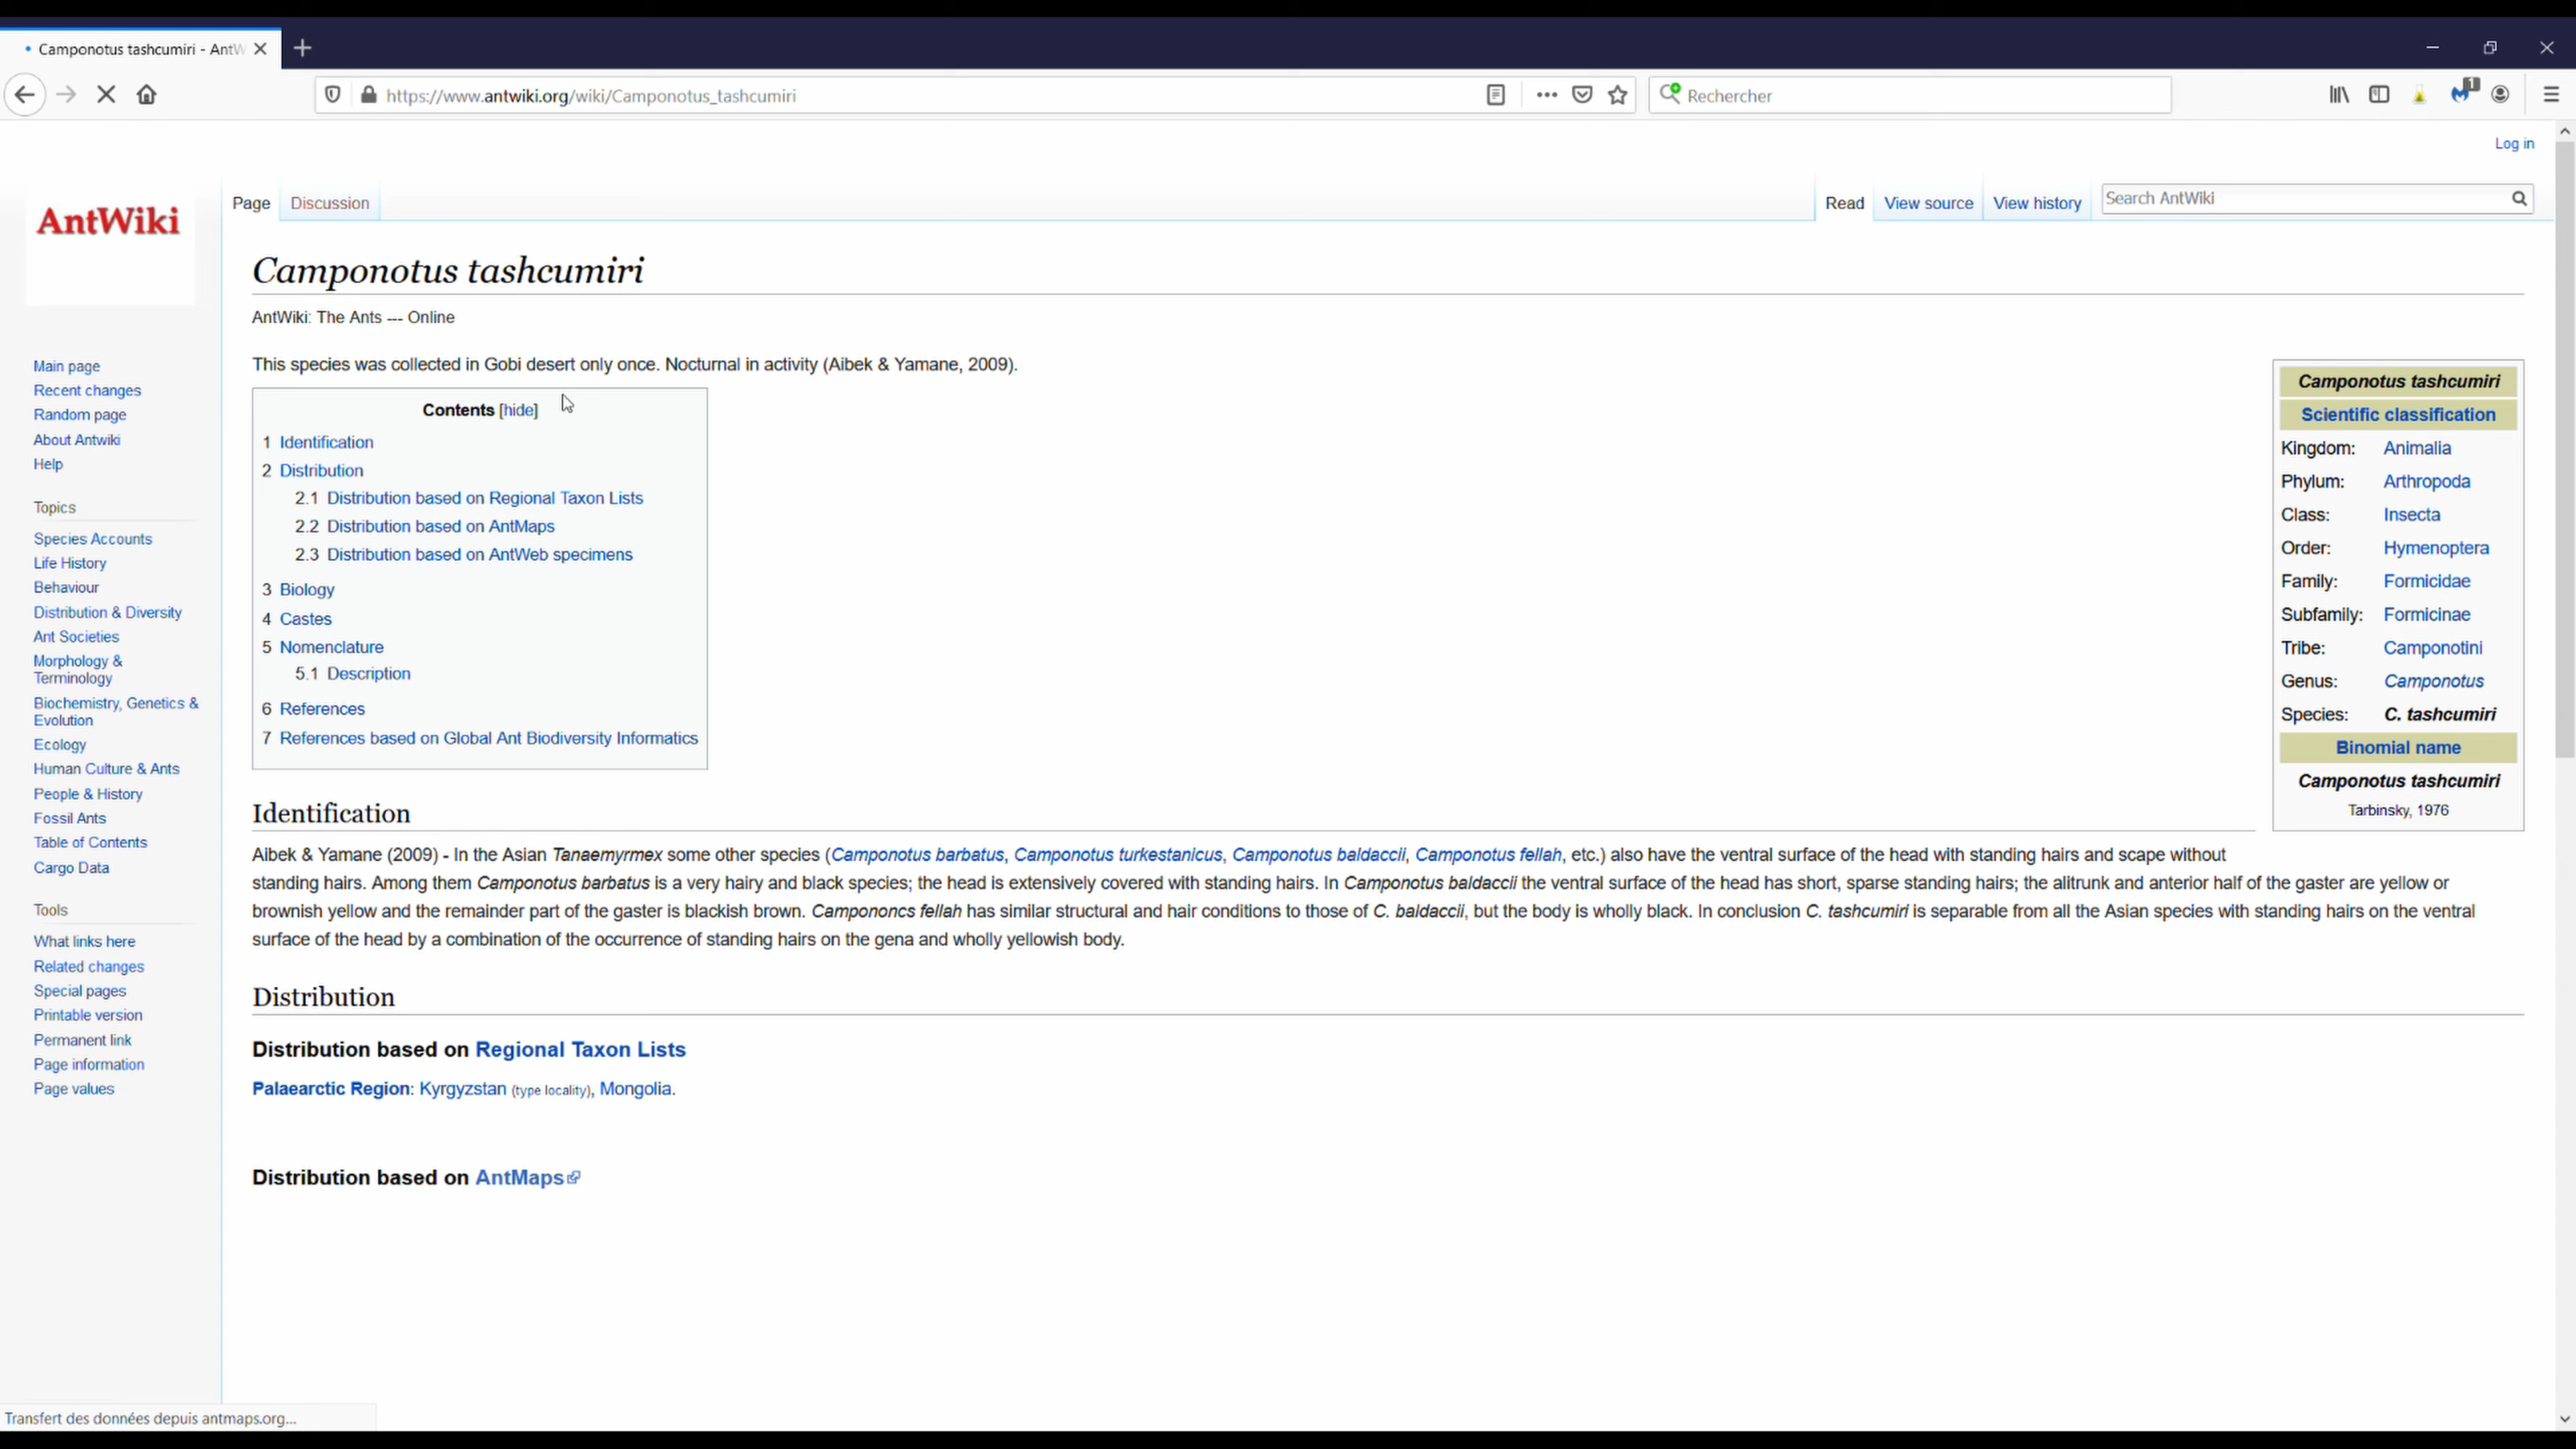 Camponotus tashcumiri - AntW
https://www.antwiki.org/wiki/Camponotus_tashcumiri
Rechercher
1
Log in
AntWiki
Page
Discussion
Read
View source
View history
Search AntWiki
Camponotus tashcumiri
AntWiki: The Ants --- Online
This species was collected in Gobi desert only once. Nocturnal in activity (Aibek & Yamane, 2009).
Main page
Recent changes
Random page
About Antwiki
Help
Topics
Species Accounts
Life History
Behaviour
Distribution & Diversity
Ant Societies
Morphology &
Terminology
Biochemistry, Genetics &
Evolution
Ecology
Human Culture & Ants
People & History
Fossil Ants
Table of Contents
Cargo Data
Tools
What links here
Related changes
Special pages
Printable version
Permanent link
Page information
Page values
Contents [hide]
1 Identification
2 Distribution
2.1 Distribution based on Regional Taxon Lists
2.2 Distribution based on AntMaps
2.3 Distribution based on AntWeb specimens
3 Biology
4 Castes
5 Nomenclature
5.1 Description
6 References
7 References based on Global Ant Biodiversity Informatics
Camponotus tashcumiri
Scientific classification
Kingdom: Animalia
Phylum: Arthropoda
Class: Insecta
Order: Hymenoptera
Family: Formicidae
Subfamily: Formicinae
Tribe: Camponotini
Genus: Camponotus
Species: C. tashcumiri
Binomial name
Camponotus tashcumiri
Tarbinsky, 1976
Identification
Aibek & Yamane (2009) - In the Asian Tanaemyrmex some other species (Camponotus barbatus, Camponotus turkestanicus, Camponotus baldaccii, Camponotus fellah, etc.) also have the ventral surface of the head with standing hairs and scape without
standing hairs. Among them Camponotus barbatus is a very hairy and black species; the head is extensively covered with standing hairs. In Camponotus baldaccii the ventral surface of the head has short, sparse standing hairs; the alitrunk and anterior half of the gaster are yellow or
brownish yellow and the remainder part of the gaster is blackish brown. Campononcs fellah has similar structural and hair conditions to those of C. baldaccii, but the body is wholly black. In conclusion C. tashcumiri is separable from all the Asian species with standing hairs on the ventral
surface of the head by a combination of the occurrence of standing hairs on the gena and wholly yellowish body.
Distribution
Distribution based on Regional Taxon Lists
Palaearctic Region: Kyrgyzstan (type locality), Mongolia.
Distribution based on AntMaps
Transfert des données depuis antmaps.org...